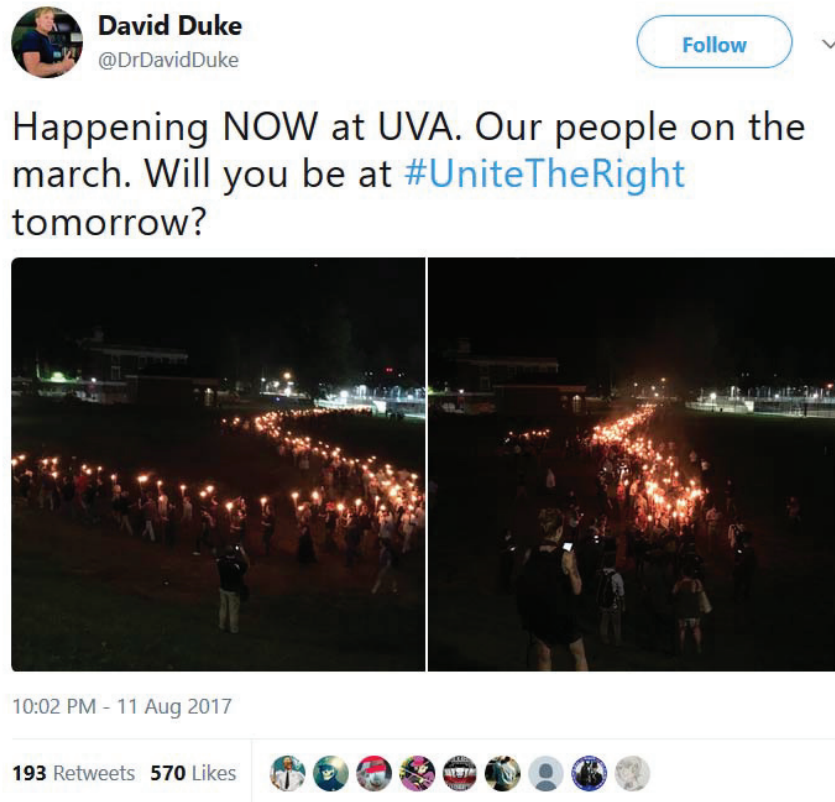 David Duke
@DrDavidDuke
Follow
Happening NOW at UVA. Our people on the
march. Will you be at #UniteTheRight
tomorrow?
10:02 PM - 11 Aug 2017
193 Retweets 570 Likes